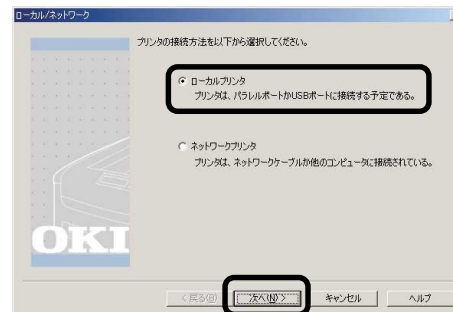 ローカル/ネットワーク
プリンタの接続方法を以下から選択してください。
ローカルプリンタ
プリンタは、パラレルポートかUSBポートに接続する予定である。
ネットワークプリンタ
プリンタは、ネットワークケーブルか他のコンピュータに接続されている。
OKI
< 戻る(B) 次へ(N) > キャンセル ヘルプ